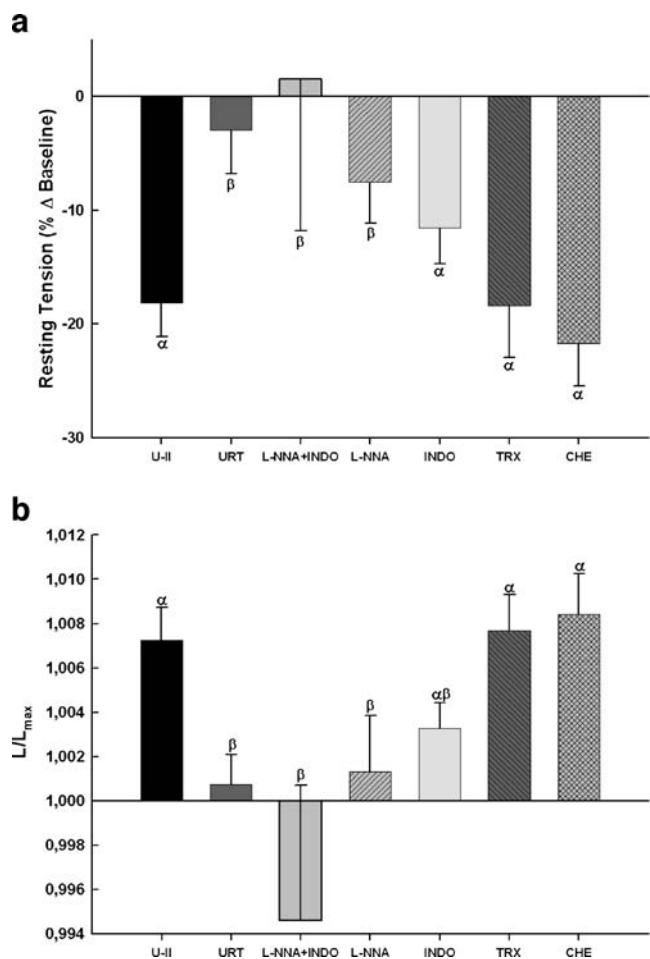 a
Resting Tension (% Δ Baseline)
0
-10
-20
-30
α
β
β
β
α
α
α
U-II URT L-NNA+INDO L-NNA INDO TRX CHE
b
L/Lmax
1,012
1,010
1,008
1,006
1,004
1,002
1,000
0,998
0,996
0,994
α
β
β
β
αβ
α
α
U-II URT L-NNA+INDO L-NNA INDO TRX CHE